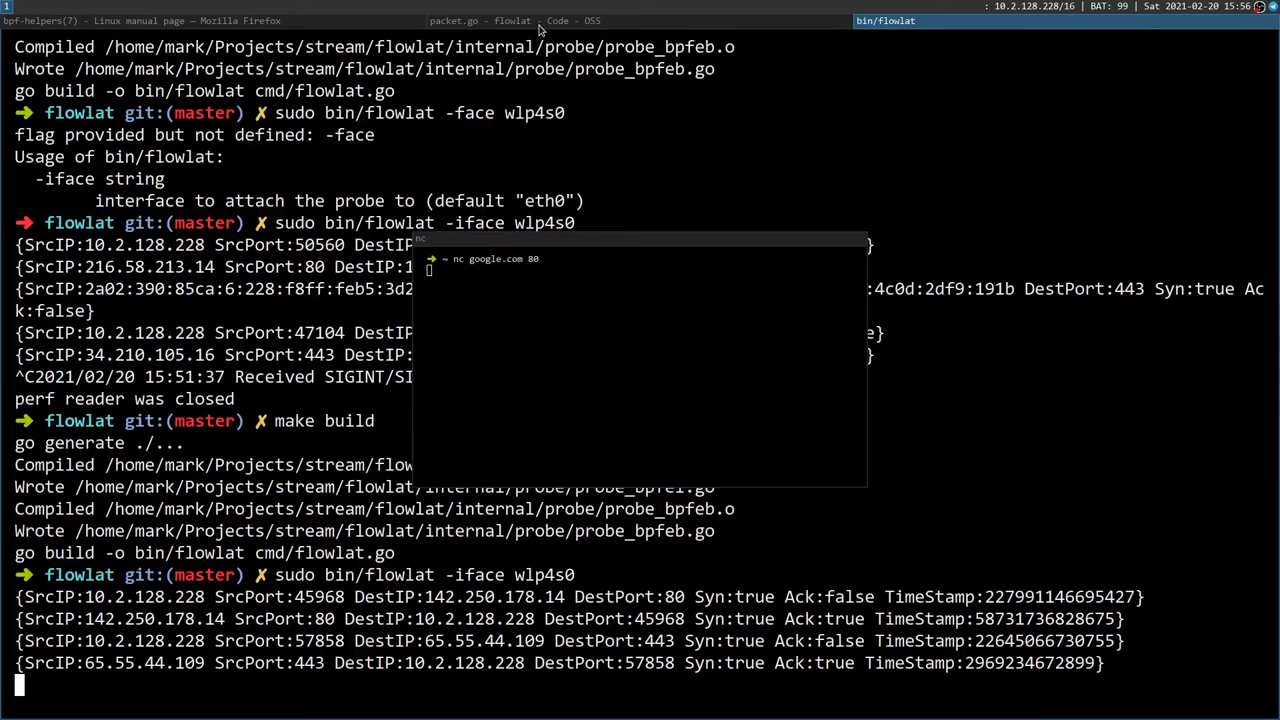 1
: 10.2.128.228/16 | BAT: 99 | Sat 2021-02-20 15:56
bpf-helpers(7) - Linux manual page — Mozilla Firefox
packet.go - flowlat - Code - OSS
bin/flowlat
Compiled /home/mark/Projects/stream/flowlat/internal/probe/probe_bpfeb.o
Wrote /home/mark/Projects/stream/flowlat/internal/probe/probe_bpfeb.go
go build -o bin/flowlat cmd/flowlat.go
➜ flowlat git:(master) ✗ sudo bin/flowlat -face wlp4s0
flag provided but not defined: -face
Usage of bin/flowlat:
-iface string
interface to attach the probe to (default "eth0")
➜ flowlat git:(master) ✗ sudo bin/flowlat -iface wlp4s0
{SrcIP:10.2.128.228 SrcPort:50560 DestIP }
{SrcIP:216.58.213.14 SrcPort:80 DestIP:1
{SrcIP:2a02:390:85ca:6:228:f8ff:feb5:3d2 :4c0d:2df9:191b DestPort:443 Syn:true Ac
k:false}
{SrcIP:10.2.128.228 SrcPort:47104 DestIP e}
{SrcIP:34.210.105.16 SrcPort:443 DestIP: }
^C2021/02/20 15:51:37 Received SIGINT/SI
perf reader was closed
➜ flowlat git:(master) ✗ make build
go generate ./...
Compiled /home/mark/Projects/stream/flow
Wrote /home/mark/Projects/stream/flowlat/internal/probe/probe_bpfel.go
Compiled /home/mark/Projects/stream/flowlat/internal/probe/probe_bpfeb.o
Wrote /home/mark/Projects/stream/flowlat/internal/probe/probe_bpfeb.go
go build -o bin/flowlat cmd/flowlat.go
➜ flowlat git:(master) ✗ sudo bin/flowlat -iface wlp4s0
{SrcIP:10.2.128.228 SrcPort:45968 DestIP:142.250.178.14 DestPort:80 Syn:true Ack:false TimeStamp:227991146695427}
{SrcIP:142.250.178.14 SrcPort:80 DestIP:10.2.128.228 DestPort:45968 Syn:true Ack:true TimeStamp:58731736828675}
{SrcIP:10.2.128.228 SrcPort:57858 DestIP:65.55.44.109 DestPort:443 Syn:true Ack:false TimeStamp:22645066730755}
{SrcIP:65.55.44.109 SrcPort:443 DestIP:10.2.128.228 DestPort:57858 Syn:true Ack:true TimeStamp:2969234672899}
nc
➜ ~ nc google.com 80